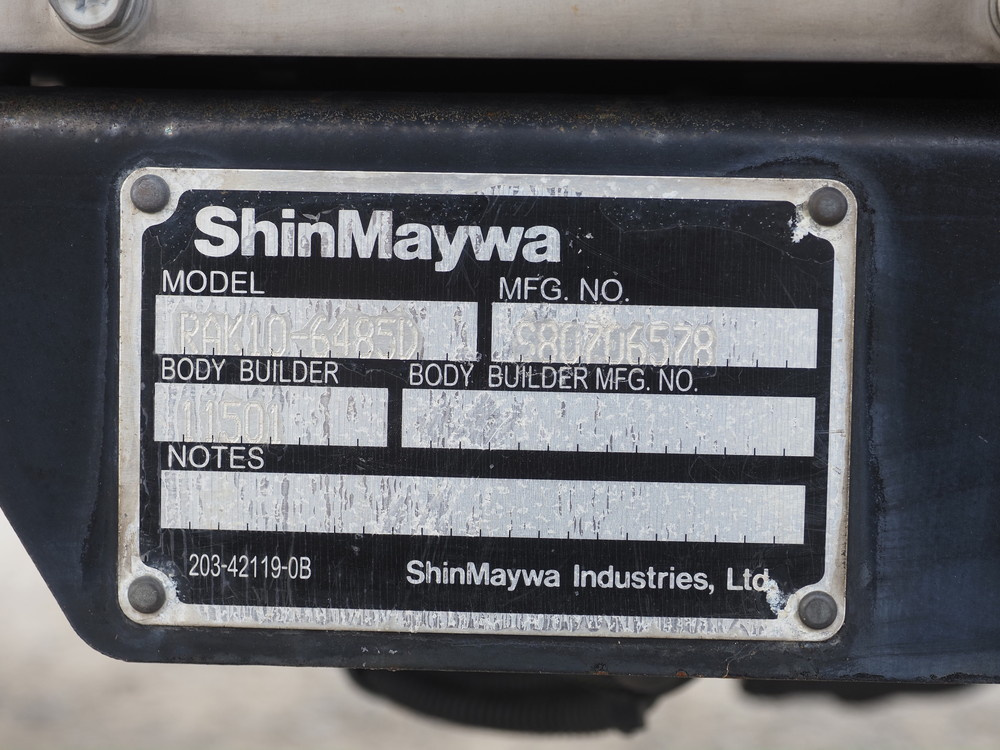 ShinMaywa
MODEL MFG. NO.
RAK10-6485D S80706578
BODY BUILDER BODY BUILDER MFG. NO.
11501
NOTES
203-42119-0B ShinMaywa Industries, Ltd.